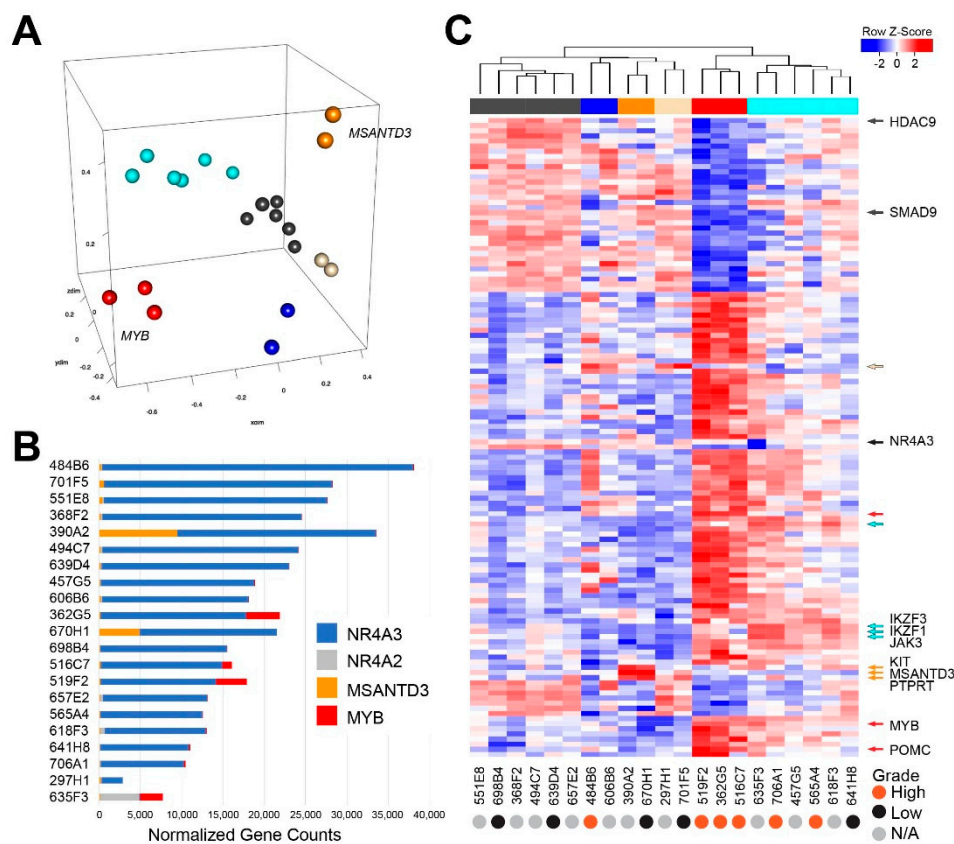 A
MSANTD3
MYB
0.4
0.2
0
-0.2
zdim
0.2
0
-0.2
ydim
-0.4
-0.6
-0.4
-0.2
0
0.2
0.4
B
484B6
701F5
551E8
368F2
390A2
494C7
639D4
457G5
606B6
362G5
670H1
698B4
516C7
519F2
657E2
565A4
618F3
641H8
706A1
297H1
635F3
NR4A3
NR4A2
MSANTD3
MYB
0 5,000 10,000 15,000 20,000 25,000 30,000 35,000 40,000
Normalized Gene Counts
C
Row Z-Score
-2 2
HDAC9
SMAD9
NR4A3
IKZF3
IKZF1
JAK3
KIT
MSANTD3
PTPRT
MYB
POMC
551E8 698B4 368F2 494C7 639D4 657E2 484B6 606B6 390A2 670H1 297H1 701F5 519F2 362G5 516C7 635F3 706A1 457G5 565A4 618F3 641H8
Grade
High
Low
N/A